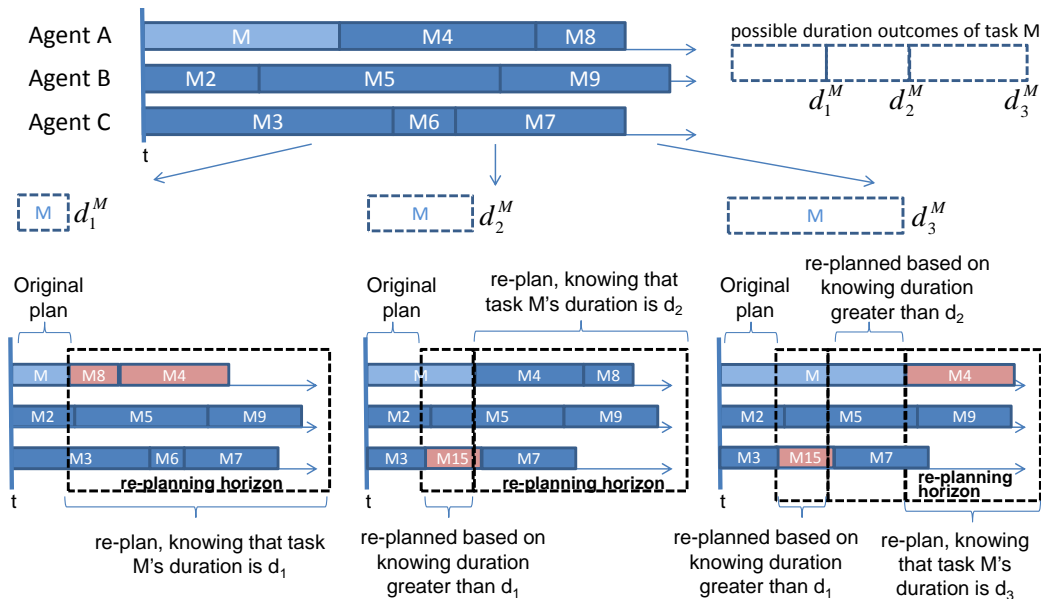 Agent A
M
M4
M8
Agent B
M2
M5
M9
Agent C
M3
M6
M7
t
possible duration outcomes of task M
d₁ᴹ
d₂ᴹ
d₃ᴹ
M
d₁ᴹ
M
d₂ᴹ
M
d₃ᴹ
Original
plan
M
M8
M4
M2
M5
M9
M3
M6
M7
re-planning horizon
t
re-plan, knowing that task
M's duration is d₁
Original
plan
re-plan, knowing that
task M's duration is d₂
M
M4
M8
M2
M5
M9
M3
M15
M7
re-planning horizon
t
re-planned based on
knowing duration
greater than d₁
Original
plan
re-planned based on
knowing duration
greater than d₂
M
M4
M2
M5
M9
M3
M15
M7
re-planning
horizon
t
re-planned based on
knowing duration
greater than d₁
re-plan, knowing
that task M's
duration is d₃